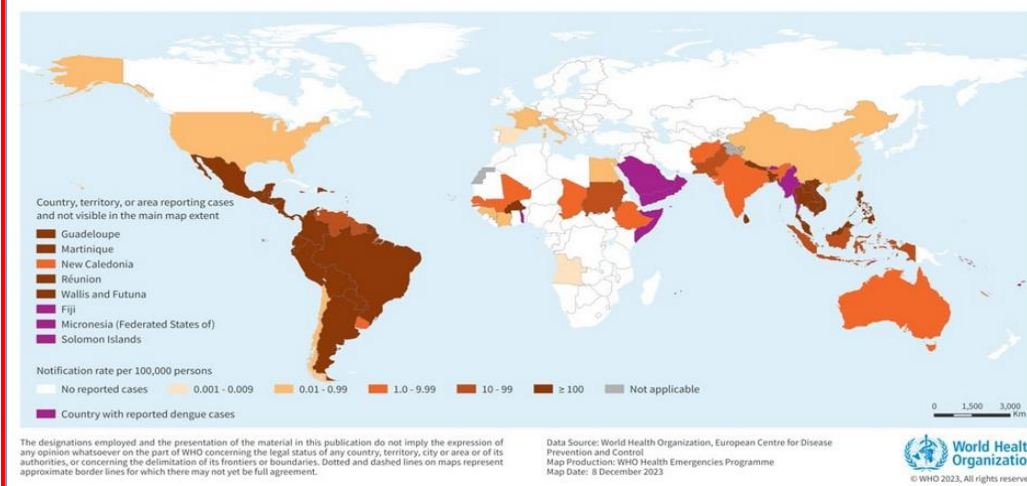 Country, territory, or area reporting cases
and not visible in the main map extent
Guadeloupe
Martinique
New Caledonia
Réunion
Wallis and Futuna
Fiji
Micronesia (Federated States of)
Solomon Islands
Notification rate per 100,000 persons
No reported cases 0.001 - 0.009 0.01 - 0.99 1.0 - 9.99 10 - 99 ≥ 100 Not applicable
Country with reported dengue cases
0 1,500 3,000
Km
The designations employed and the presentation of the material in this publication do not imply the expression of
any opinion whatsoever on the part of WHO concerning the legal status of any country, territory, city or area or of its
authorities, or concerning the delimitation of its frontiers or boundaries. Dotted and dashed lines on maps represent
approximate border lines for which there may not yet be full agreement.
Data Source: World Health Organization, European Centre for Disease
Prevention and Control
Map Production: WHO Health Emergencies Programme
Map Date: 8 December 2023
World Healt
Organizatio
© WHO 2023, All rights reserve